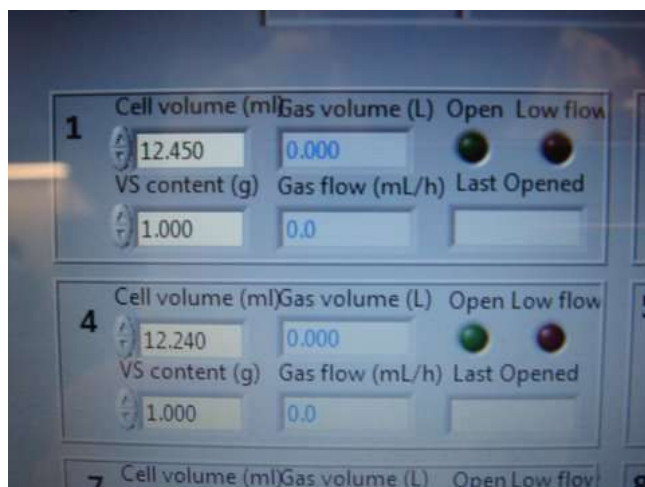 1
Cell volume (ml) Gas volume (L) Open Low flow
12.450 0.000
VS content (g) Gas flow (mL/h) Last Opened
1.000 0.0
4
Cell volume (ml) Gas volume (L) Open Low flow
12.240 0.000
VS content (g) Gas flow (mL/h) Last Opened
1.000 0.0
7
Cell volume (ml) Gas volume (L) Open Low flow